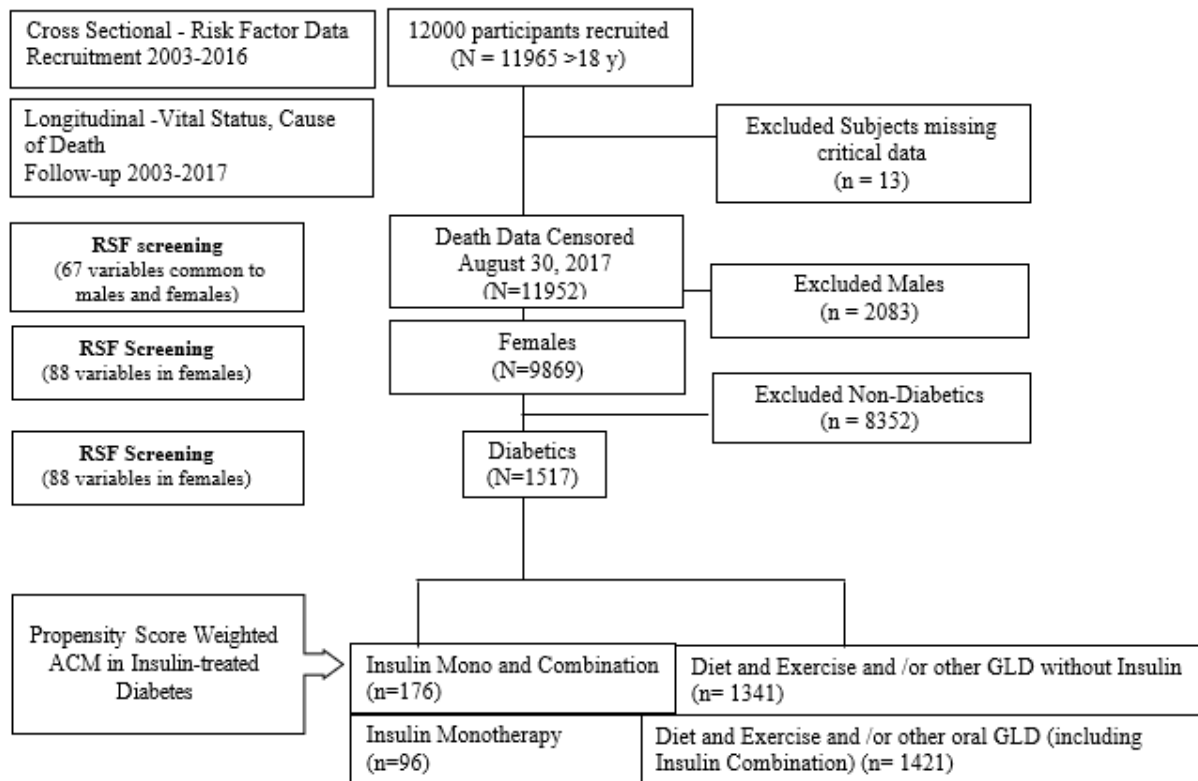 Cross Sectional - Risk Factor Data
Recruitment 2003-2016
12000 participants recruited
(N = 11965 >18 y)
Longitudinal -Vital Status, Cause
of Death
Follow-up 2003-2017
Excluded Subjects missing
critical data
(n = 13)
RSF screening
(67 variables common to
males and females)
Death Data Censored
August 30, 2017
(N=11952)
Excluded Males
(n = 2083)
RSF Screening
(88 variables in females)
Females
(N=9869)
Excluded Non-Diabetics
(n = 8352)
RSF Screening
(88 variables in females)
Diabetics
(N=1517)
Propensity Score Weighted
ACM in Insulin-treated
Diabetes
Insulin Mono and Combination
(n=176)
Diet and Exercise and /or other GLD without Insulin
(n= 1341)
Insulin Monotherapy
(n=96)
Diet and Exercise and /or other oral GLD (including
Insulin Combination) (n= 1421)